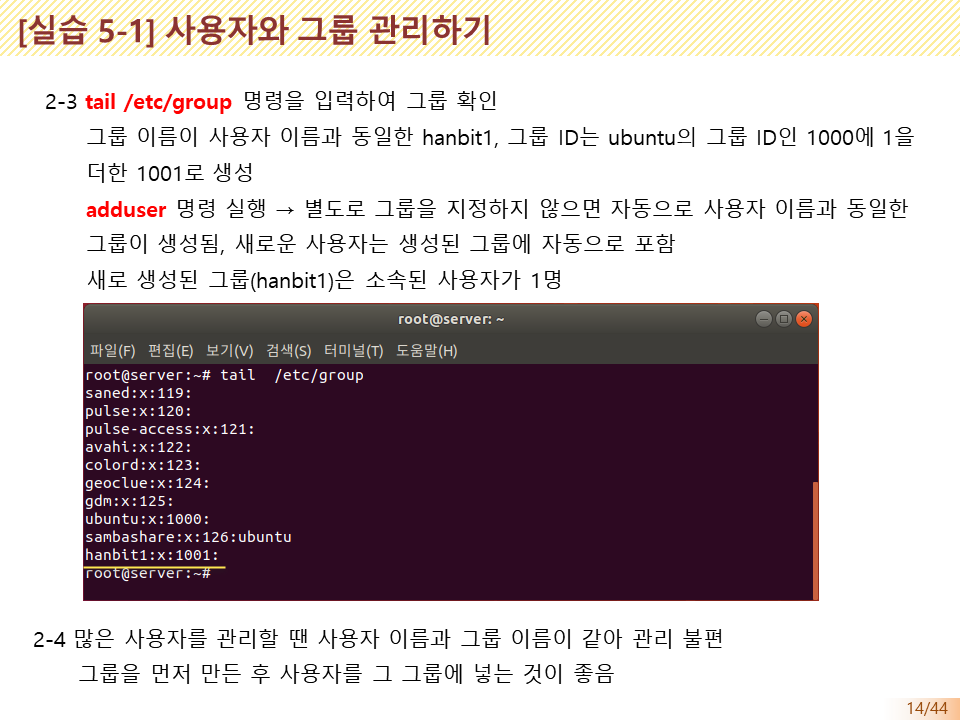 [실습 5-1] 사용자와 그룹 관리하기
2-3 tail /etc/group 명령을 입력하여 그룹 확인
그룹 이름이 사용자 이름과 동일한 hanbit1, 그룹 ID는 ubuntu의 그룹 ID인 1000에 1을
더한 1001로 생성
adduser 명령 실행 → 별도로 그룹을 지정하지 않으면 자동으로 사용자 이름과 동일한
그룹이 생성됨, 새로운 사용자는 생성된 그룹에 자동으로 포함
새로 생성된 그룹(hanbit1)은 소속된 사용자가 1명
root@server: ~
파일(F) 편집(E) 보기(V) 검색(S) 터미널(T) 도움말(H)
root@server:~# tail  /etc/group
saned:x:119:
pulse:x:120:
pulse-access:x:121:
avahi:x:122:
colord:x:123:
geoclue:x:124:
gdm:x:125:
ubuntu:x:1000:
sambashare:x:126:ubuntu
hanbit1:x:1001:
root@server:~#
2-4 많은 사용자를 관리할 땐 사용자 이름과 그룹 이름이 같아 관리 불편
그룹을 먼저 만든 후 사용자를 그 그룹에 넣는 것이 좋음
14/44